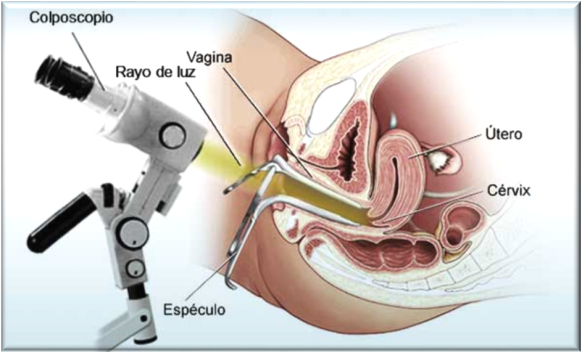 Colposcopio
Vagina
Rayo de luz
Útero
Cérvix
Espéculo